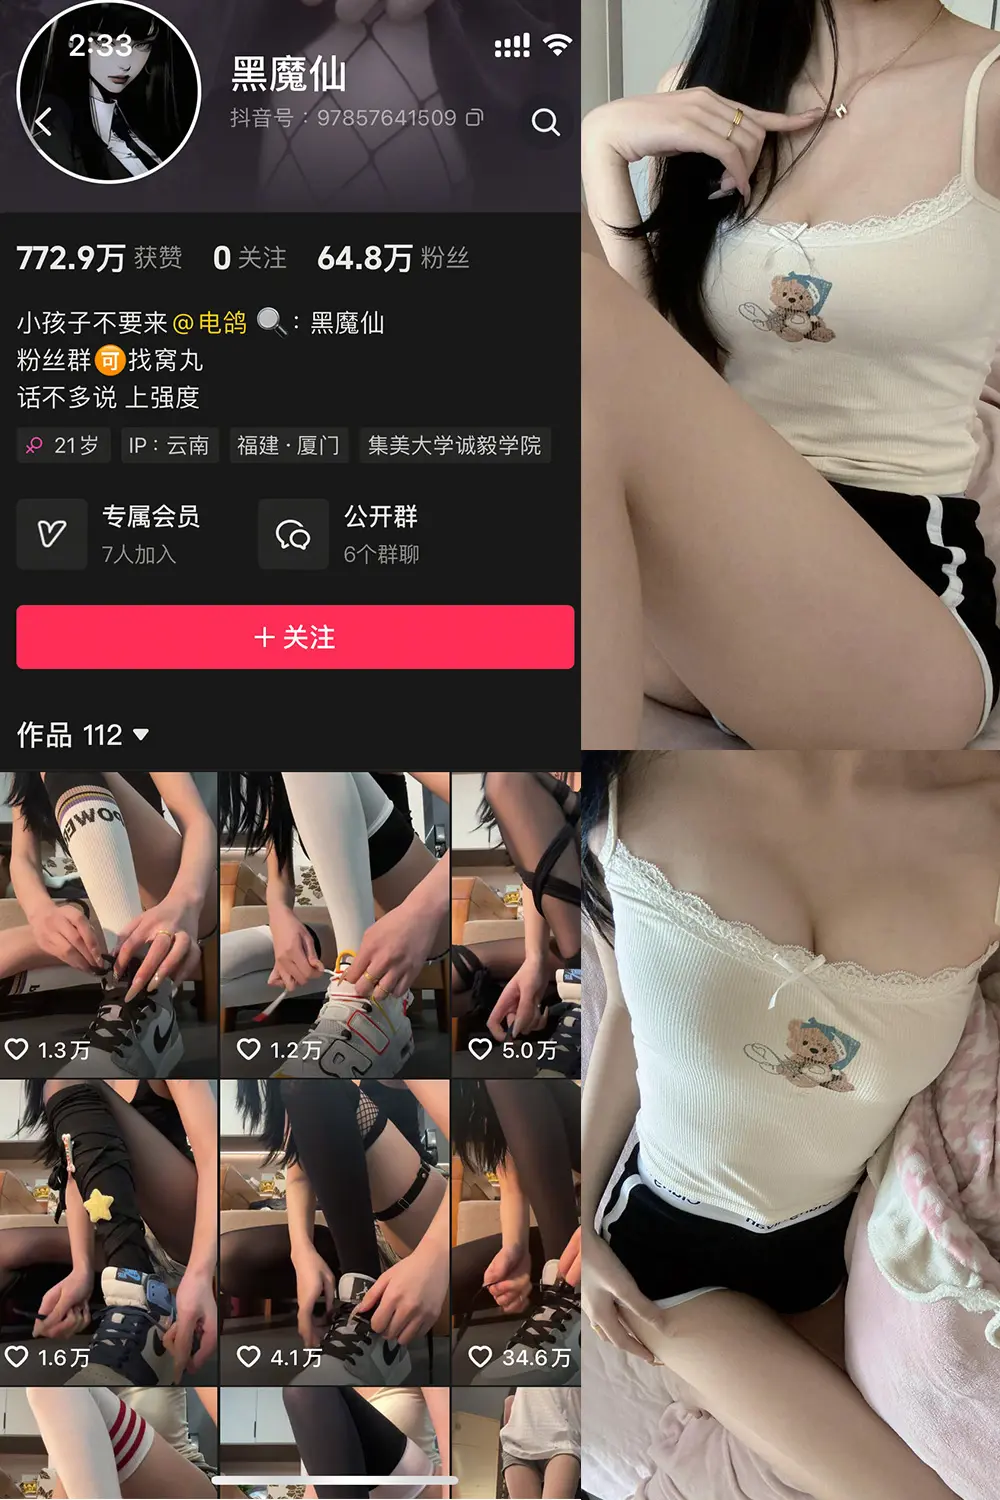 2:33
黑魔仙
抖音号：97857641509
772.9万 获赞 0 关注 64.8万 粉丝
小孩子不要来@电鸽🔍：黑魔仙
粉丝群🉑找窝丸
话不多说 上强度
21岁 IP：云南 福建·厦门 集美大学诚毅学院
专属会员
7人加入
公开群
6个群聊
+ 关注
作品 112
1.3万 1.2万 5.0万
1.6万 4.1万 34.6万